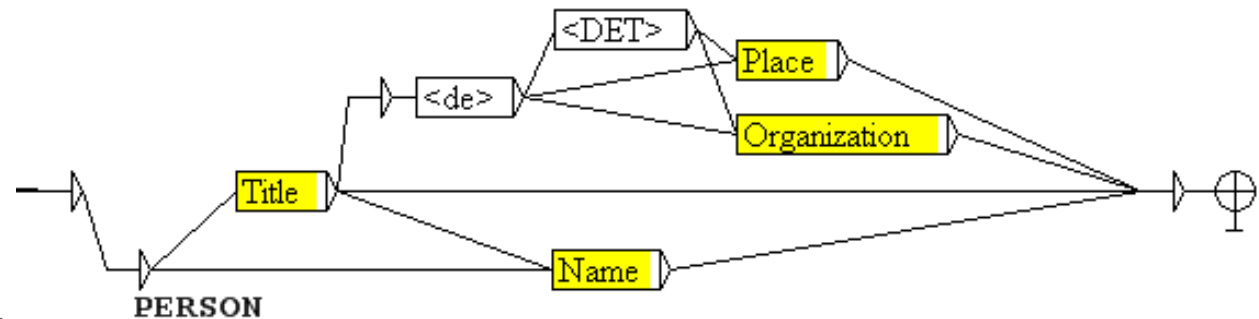 <DET>
Place
<de>
Organization
Title
Name
PERSON